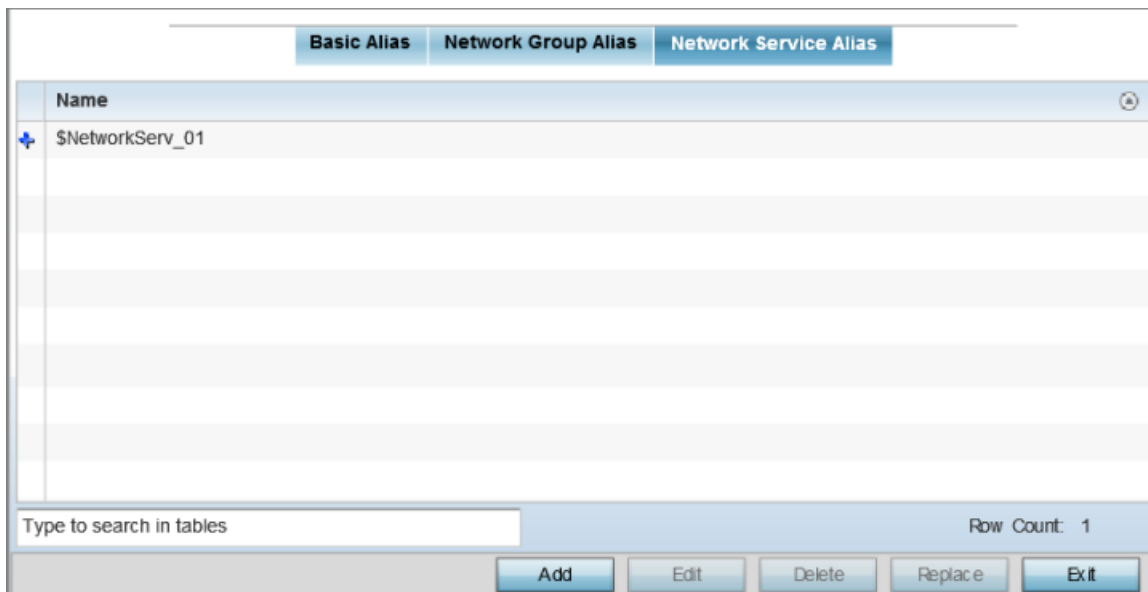 Basic Alias Network Group Alias Network Service Alias
Name
$NetworkServ_01
Type to search in tables Row Count: 1
Add Edit Delete Replace Exit